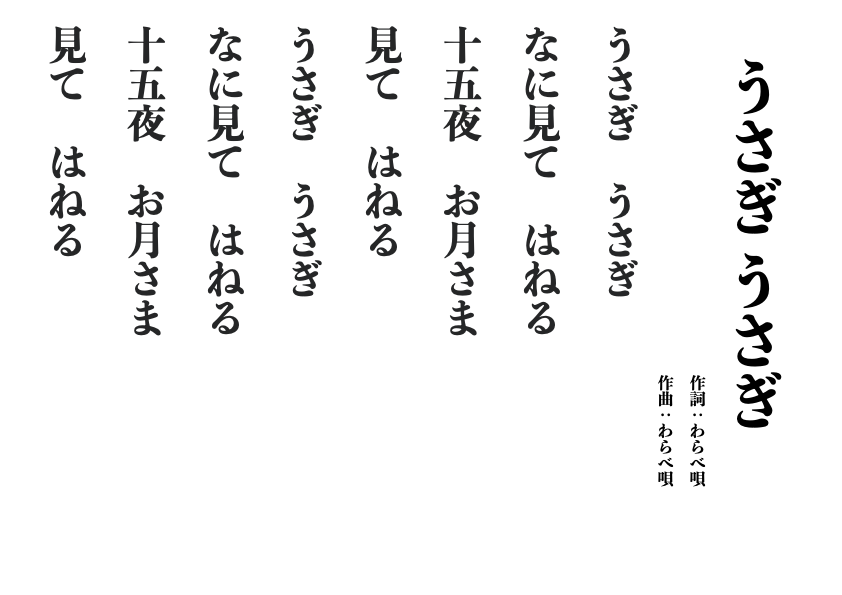 うさぎ うさぎ
作詞：わらべ唄
作曲：わらべ唄
うさぎ　うさぎ
なに見て　はねる
十五夜　お月さま
見て　はねる
うさぎ　うさぎ
なに見て　はねる
十五夜　お月さま
見て　はねる